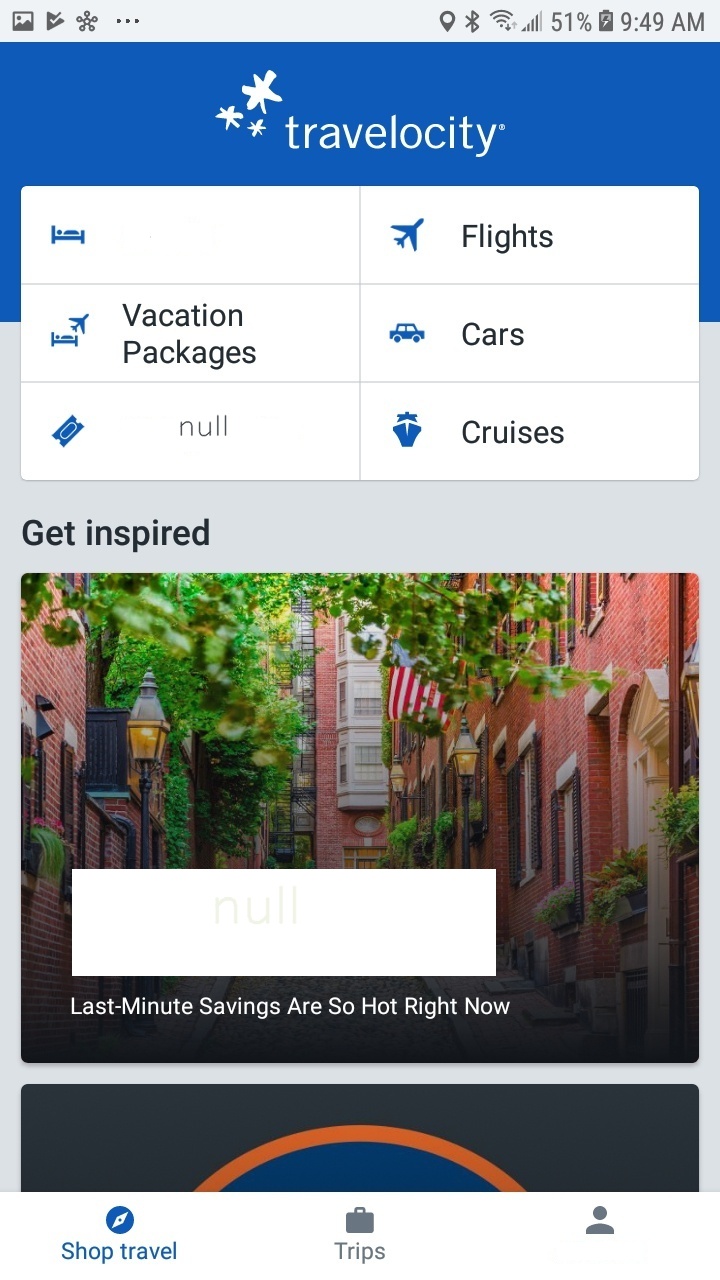 51% 9:49 AM
travelocity
Flights
Vacation
Packages
Cars
null
Cruises
Get inspired
null
Last-Minute Savings Are So Hot Right Now
Shop travel
Trips